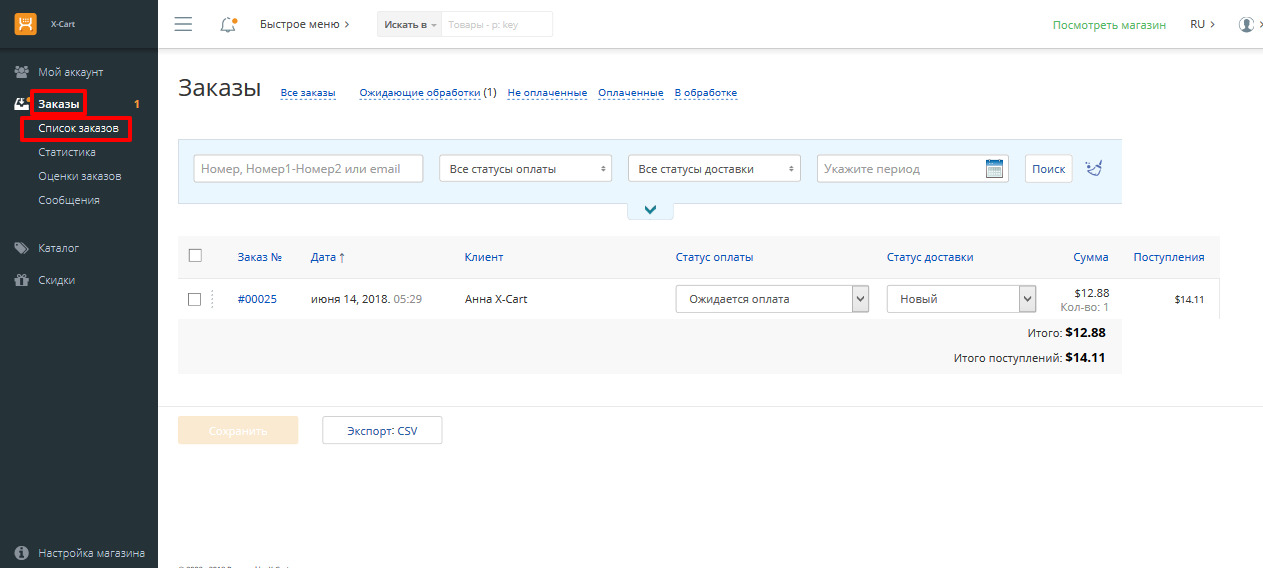 X-Cart
Быстрое меню
Искать в
Товары - p: key
Посмотреть магазин
RU
Мой аккаунт
Заказы
1
Список заказов
Статистика
Оценки заказов
Сообщения
Каталог
Скидки
Настройка магазина
Заказы Все заказы Ожидающие обработки (1) Не оплаченные Оплаченные В обработке
Номер, Номер1-Номер2 или email Все статусы оплаты Все статусы доставки Укажите период Поиск
Заказ № Дата ↑ Клиент Статус оплаты Статус доставки Сумма Поступления
#00025 июня 14, 2018. 05:29 Анна X-Cart Ожидается оплата Новый $12.88 $14.11
Кол-во: 1
Итого: $12.88
Итого поступлений: $14.11
Сохранить Экспорт: CSV